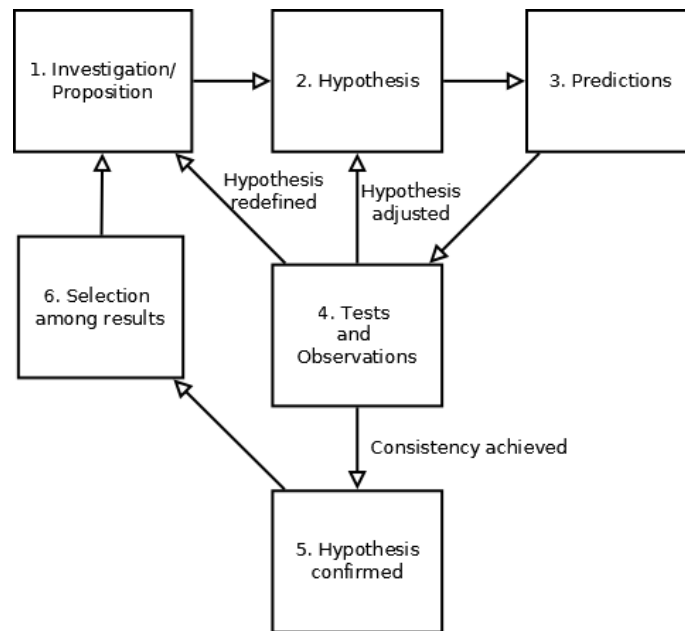 1. Investigation/
Proposition
2. Hypothesis
3. Predictions
Hypothesis
redefined
Hypothesis
adjusted
6. Selection
among results
4. Tests
and
Observations
Consistency achieved
5. Hypothesis
confirmed